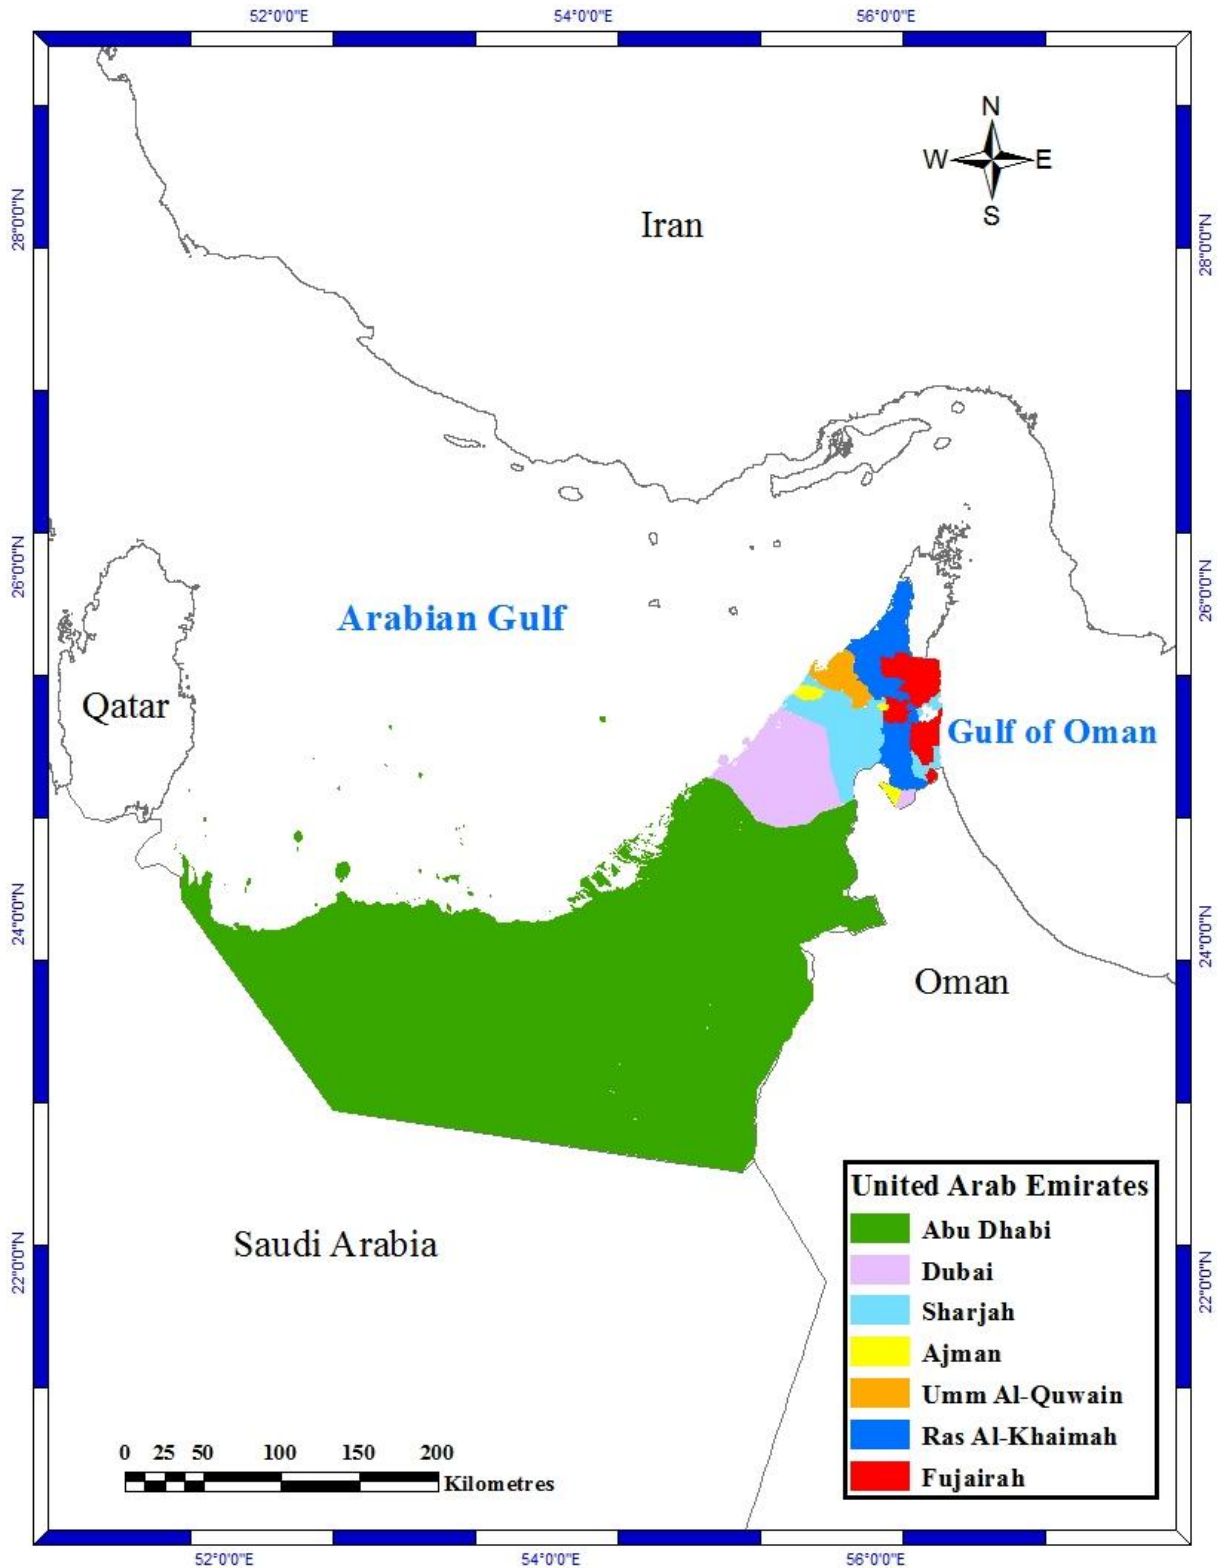 52°0'0"E 54°0'0"E 56°0'0"E
N
W E
S
28°0'0"N
Iran
28°0'0"N
26°0'0"N
26°0'0"N
Arabian Gulf
Qatar
Gulf of Oman
24°0'0"N
24°0'0"N
Oman
United Arab Emirates
Abu Dhabi
Saudi Arabia
22°0'0"N
22°0'0"N
Dubai
Sharjah
Ajman
Umm Al-Quwain
Ras Al-Khaimah
Fujairah
0 25 50 100 150 200
Kilometres
52°0'0"E 54°0'0"E 56°0'0"E